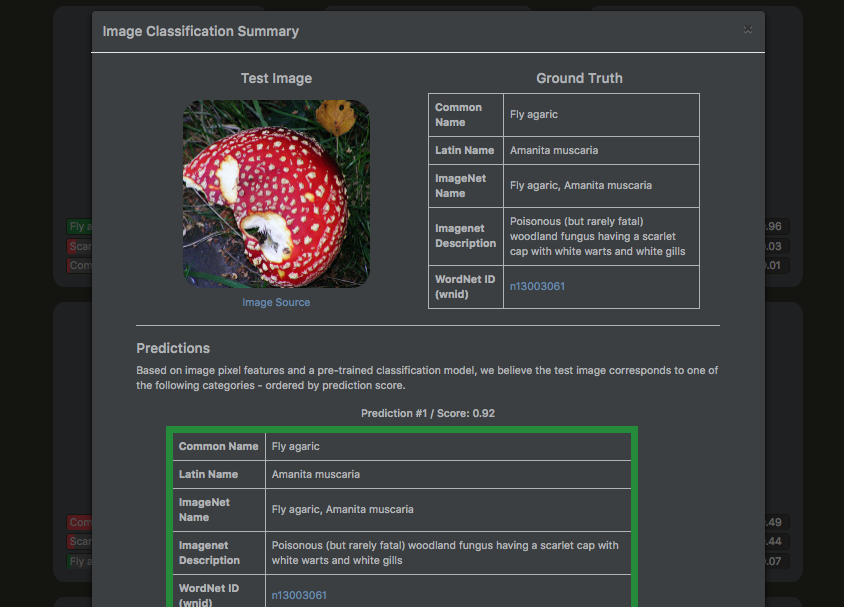 Image Classification Summary
×
Test Image
Ground Truth
Image Source
Common
Name
Fly agaric
Latin Name
Amanita muscaria
ImageNet
Name
Fly agaric, Amanita muscaria
Imagenet
Description
Poisonous (but rarely fatal)
woodland fungus having a scarlet
cap with white warts and white gills
WordNet ID
(wnid)
n13003061
Predictions
Based on image pixel features and a pre-trained classification model, we believe the test image corresponds to one of
the following categories - ordered by prediction score.
Prediction #1 / Score: 0.92
Common Name
Fly agaric
Latin Name
Amanita muscaria
ImageNet
Name
Fly agaric, Amanita muscaria
Imagenet
Description
Poisonous (but rarely fatal) woodland fungus having a scarlet cap with
white warts and white gills
WordNet ID
(wnid)
n13003061
Fly a
.96
Scar
.03
Com
.01
Com
.49
Scar
.44
Fly a
.07